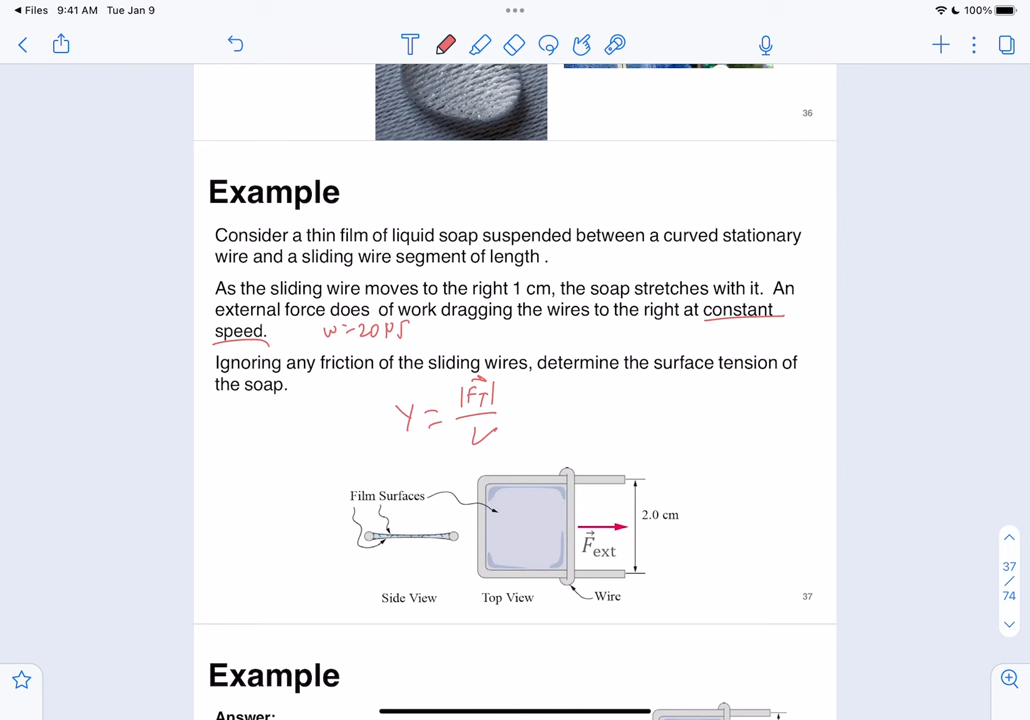 Files 9:41 AM Tue Jan 9
100%
36
Example
Consider a thin film of liquid soap suspended between a curved stationary
wire and a sliding wire segment of length .
As the sliding wire moves to the right 1 cm, the soap stretches with it. An
external force does of work dragging the wires to the right at constant
speed.
W=20μJ
Ignoring any friction of the sliding wires, determine the surface tension of
the soap.
γ = |F⃗T|
L
Film Surfaces
2.0 cm
F⃗ext
Side View
Top View
Wire
37
37
/
74
Example
Answer: